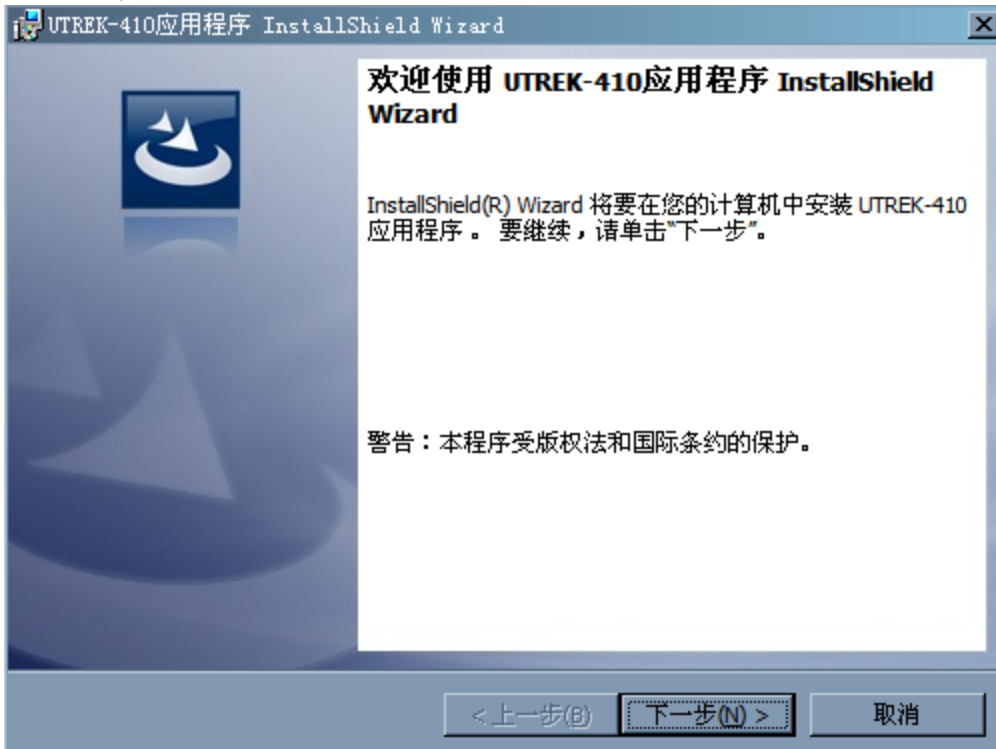 UTREK-410应用程序 InstallShield Wizard
欢迎使用 UTREK-410应用程序 InstallShield
Wizard
InstallShield(R) Wizard 将要在您的计算机中安装 UTREK-410
应用程序 。 要继续，请单击“下一步”。
警告：本程序受版权法和国际条约的保护。
<上一步(B) 下一步(N) > 取消